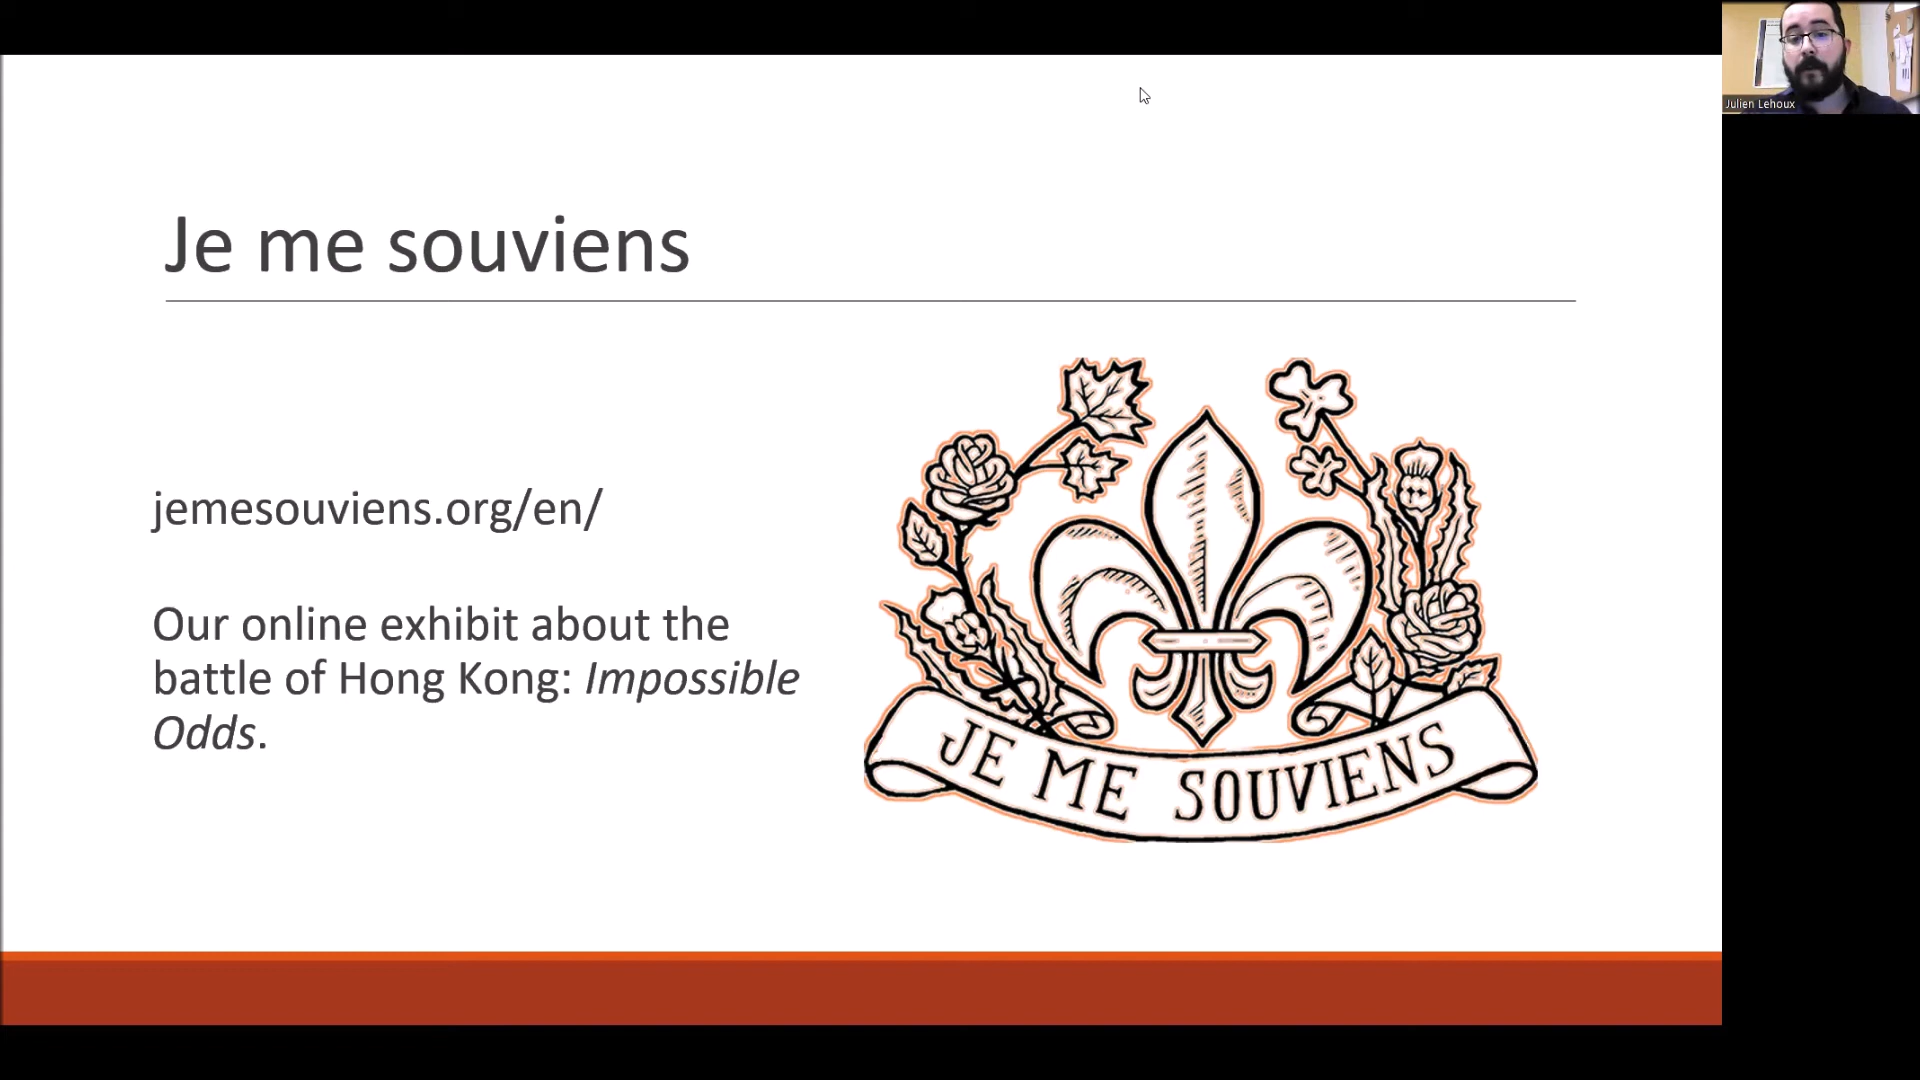 Julien Lehoux
Je me souviens
jemesouviens.org/en/
Our online exhibit about the
battle of Hong Kong: Impossible
Odds.
JE ME SOUVIENS